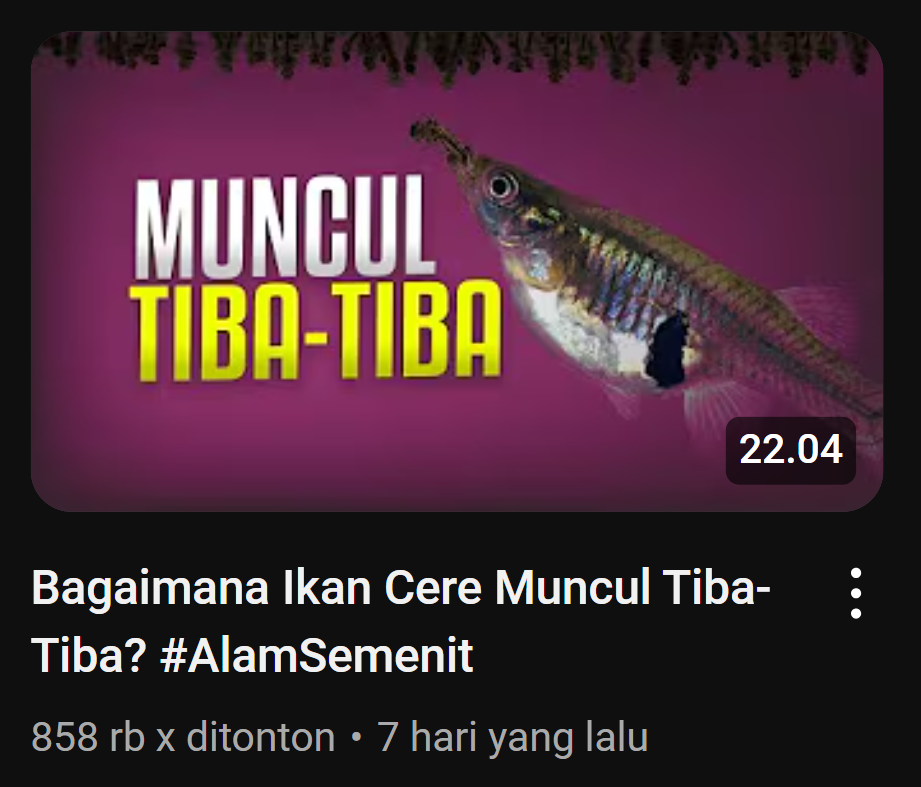 MUNCUL
TIBA-TIBA
22.04
Bagaimana Ikan Cere Muncul Tiba-
Tiba? #AlamSemenit
858 rb x ditonton • 7 hari yang lalu